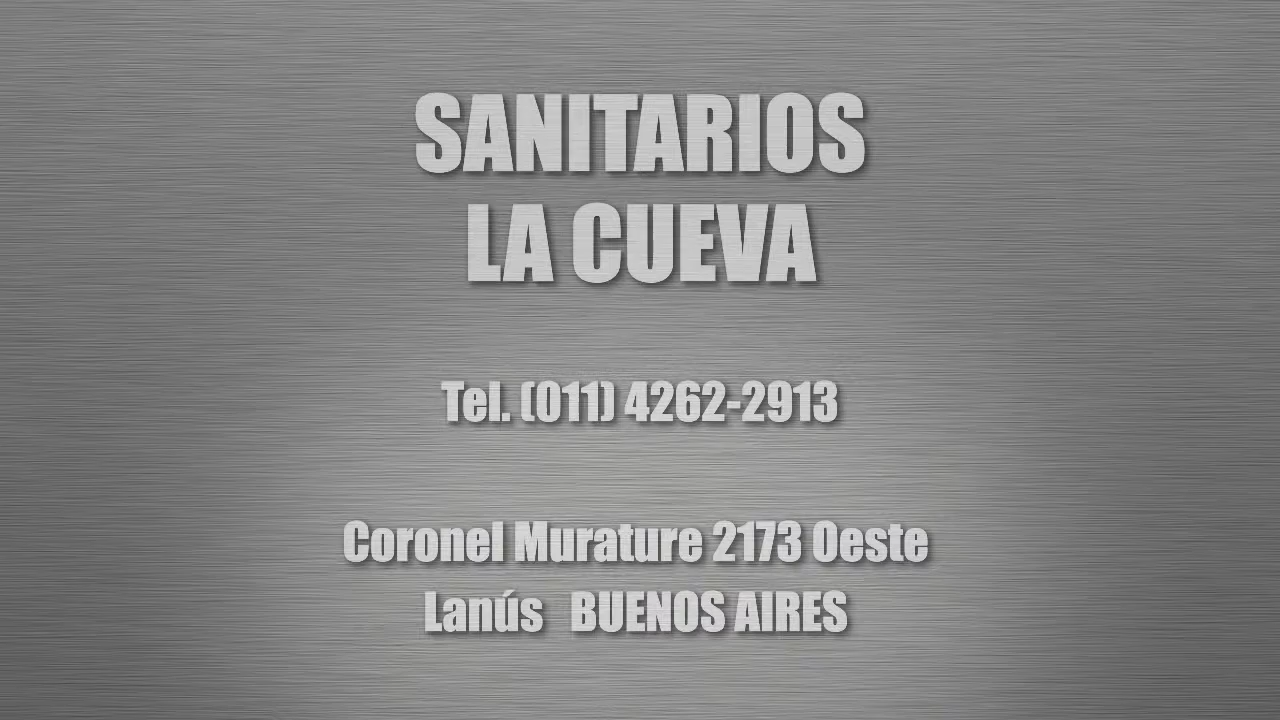 SANITARIOS
LA CUEVA
Tel. (011) 4262-2913
Coronel Murature 2173 Oeste
Lanús BUENOS AIRES